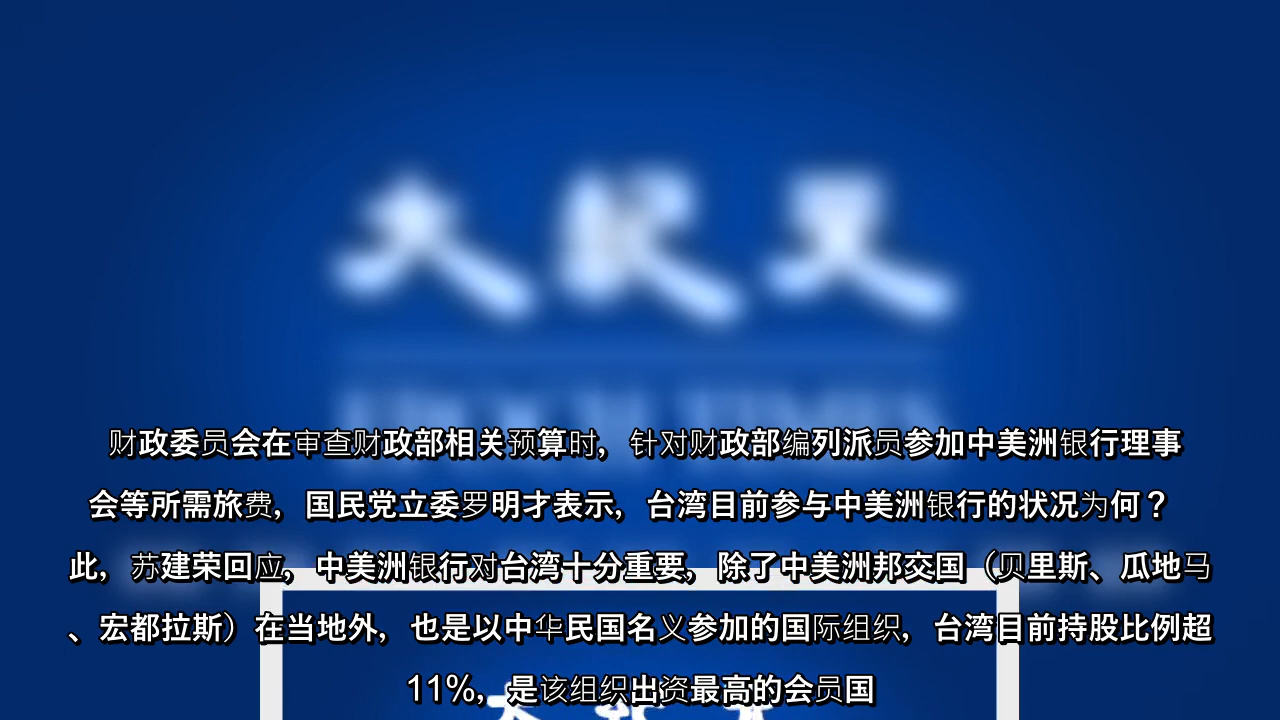 财政委员会在审查财政部相关预算时，针对财政部编列派员参加中美洲银行理事
会等所需旅费，国民党立委罗明才表示，台湾目前参与中美洲银行的状况为何？
此，苏建荣回应，中美洲银行对台湾十分重要，除了中美洲邦交国（贝里斯、瓜地马
、宏都拉斯）在当地外，也是以中华民国名义参加的国际组织，台湾目前持股比例超
11%，是该组织出资最高的会员国